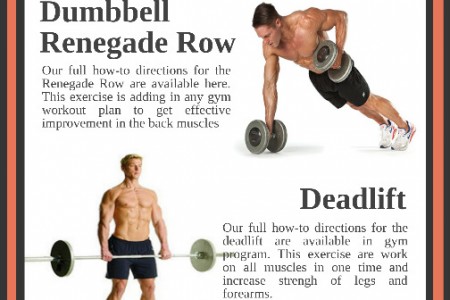 Dumbbell
Renegade Row
Our full how-to directions for the
Renegade Row are available here.
This exercise is adding in any gym
workout plan to get effective
improvement in the back muscles
Deadlift
Our full how-to directions for the
deadlift are available in gym
program. This exercise are work
on all muscles in one time and
increase strengh of legs and
forearms.